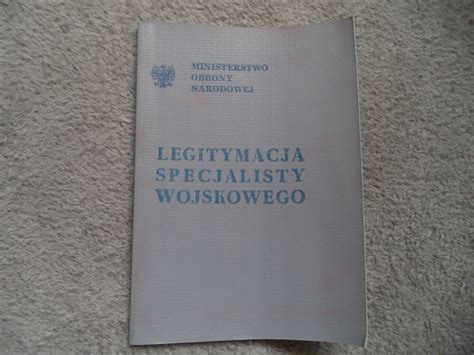 MINISTERSTWO
OBRONY
NARODOWEJ
LEGITYMACJA
SPECJALISTY
WOJSKOWEGO